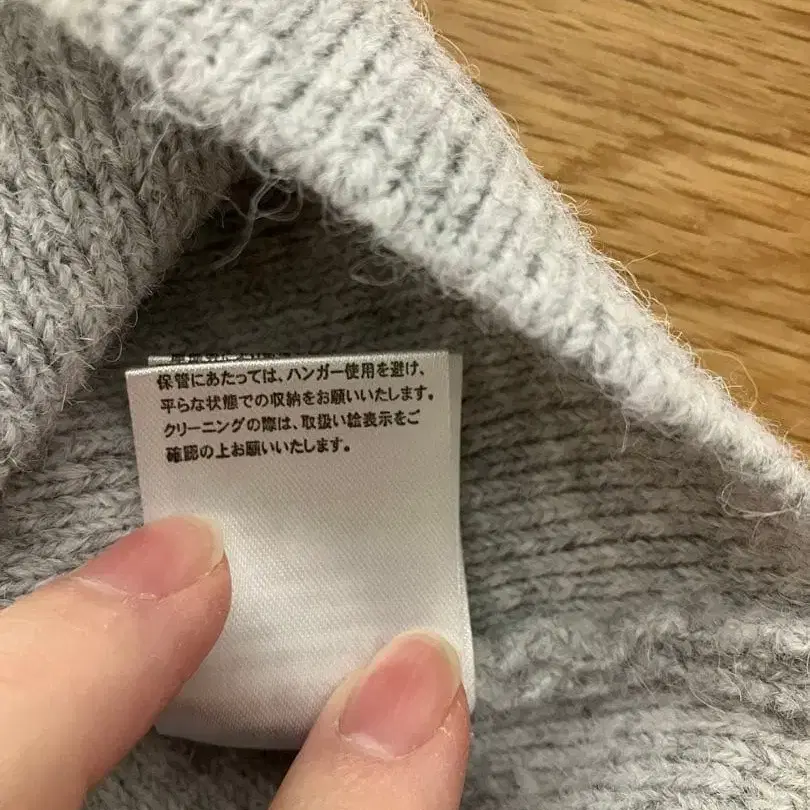 保管にあたっては、ハンガー使用を避け、
平らな状態での収納をお願いいたします。
クリーニングの際は、取扱い絵表示をご
確認の上お願いいたします。